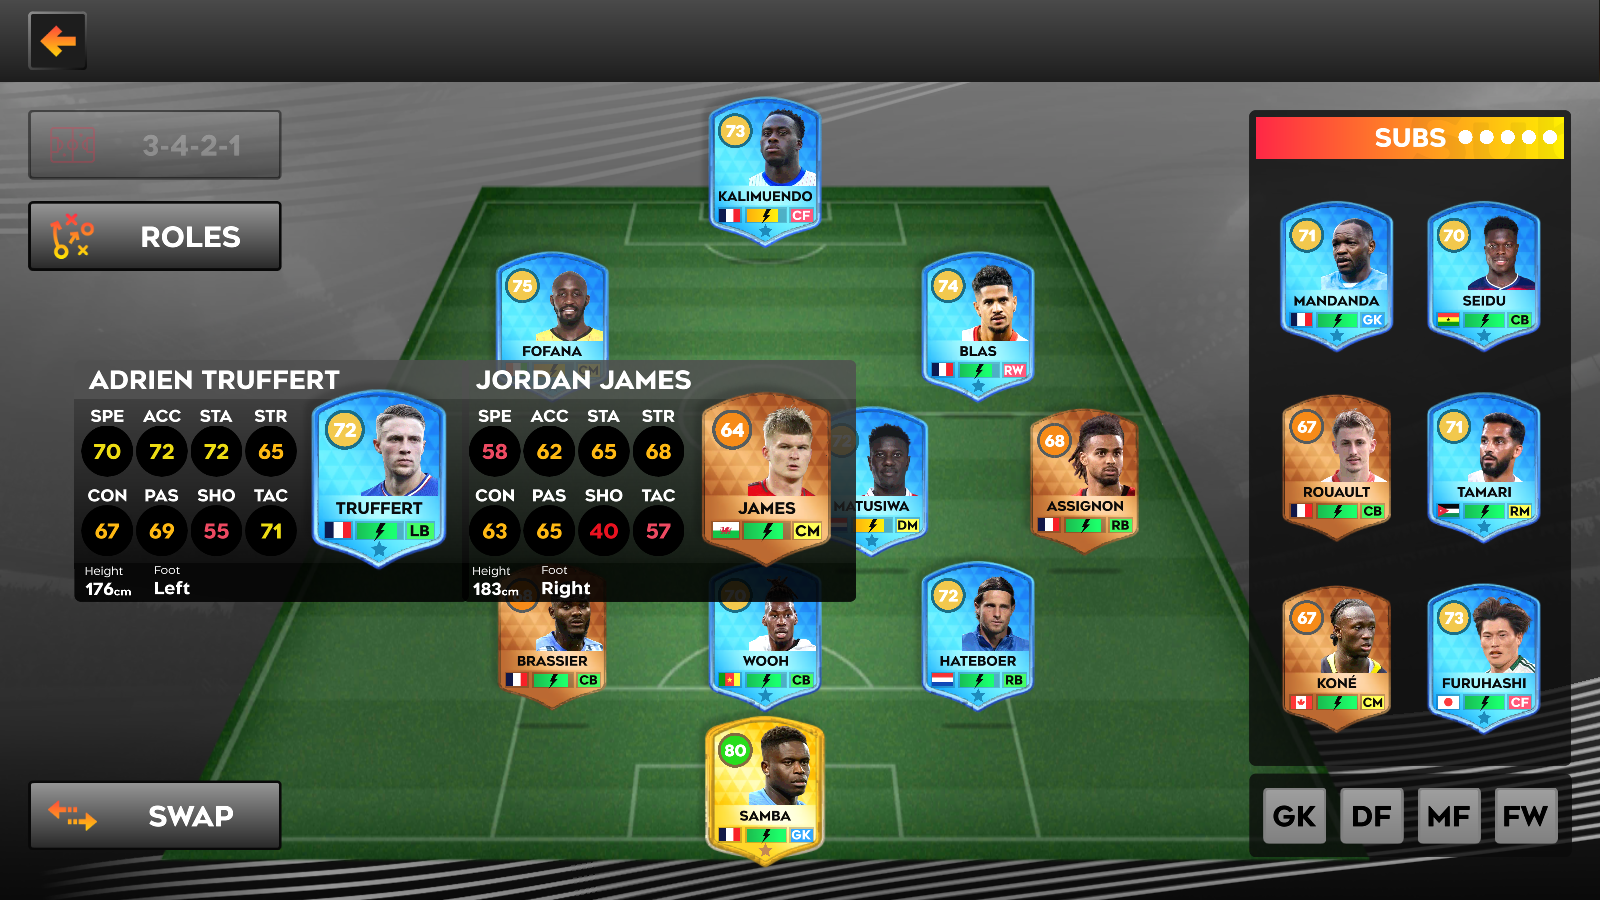 3-4-2-1
ROLES
73
KALIMUENDO
CF
75
FOFANA
CM
74
BLAS
RW
SUBS
71
MANDANDA
GK
70
SEIDU
CB
ADRIEN TRUFFERT
SPE ACC STA STR
70 72 72 65
CON PAS SHO TAC
67 69 55 71
Height Foot
176cm Left
72
TRUFFERT
LB
JORDAN JAMES
SPE ACC STA STR
58 62 65 68
CON PAS SHO TAC
63 65 40 57
Height Foot
183cm Right
64
JAMES
CM
72
MATUSIWA
DM
68
ASSIGNON
RB
67
ROUAULT
CB
71
TAMARI
RM
68
BRASSIER
CB
70
WOOH
CB
72
HATEBOER
RB
67
KONÉ
CM
73
FURUHASHI
CF
80
SAMBA
GK
SWAP
GK DF MF FW